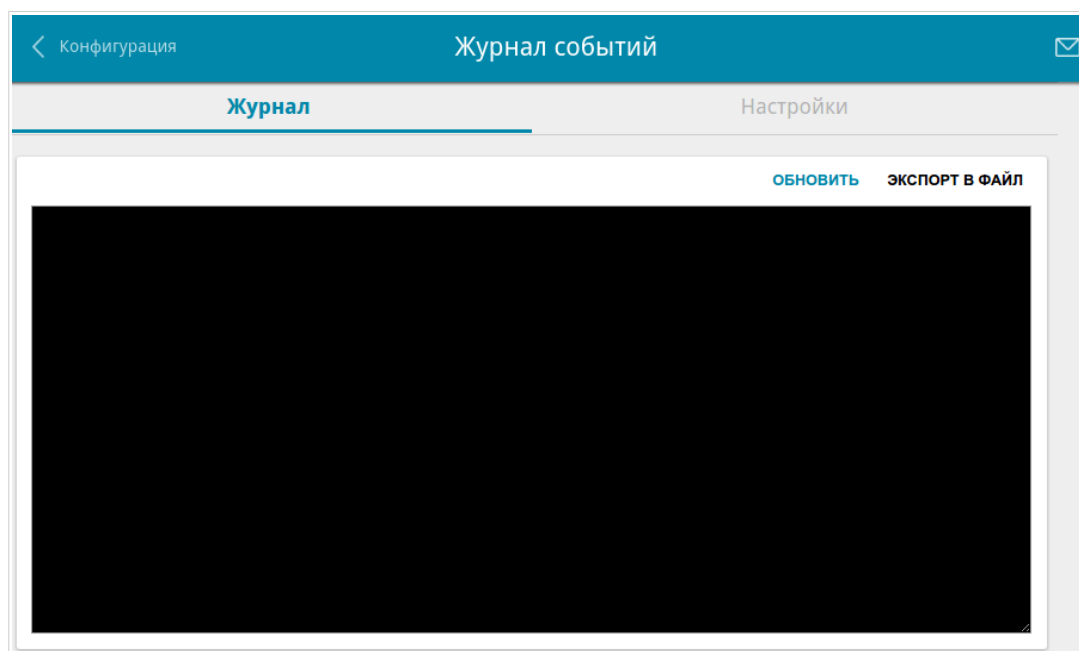 Конфигурация
Журнал событий
Журнал
Настройки
ОБНОВИТЬ
ЭКСПОРТ В ФАЙЛ